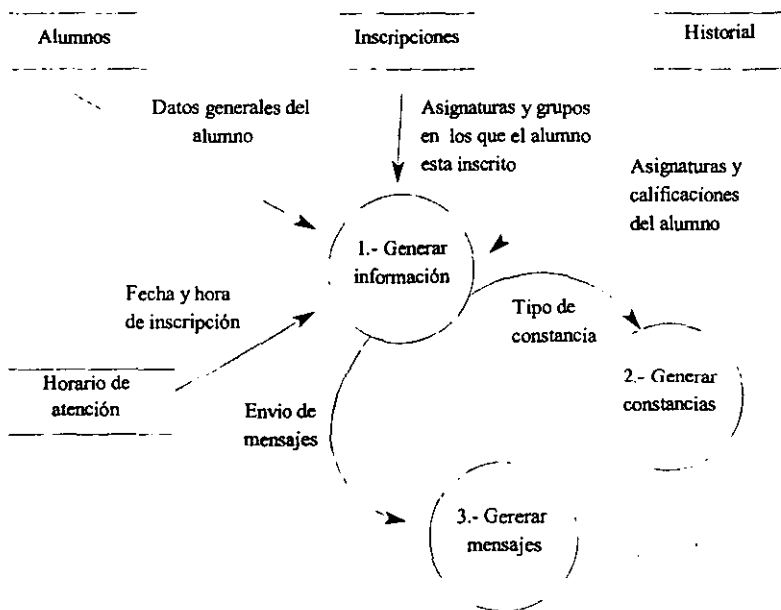 Alumnos
Inscripciones
Historial
Datos generales del
alumno
Asignaturas y grupos
en los que el alumno
esta inscrito
Asignaturas y
calificaciones
del alumno
1.- Generar
información
Fecha y hora
de inscripción
Tipo de
constancia
Horario de
atención
2.- Generar
constancias
Envio de
mensajes
3.- Gererar
mensajes